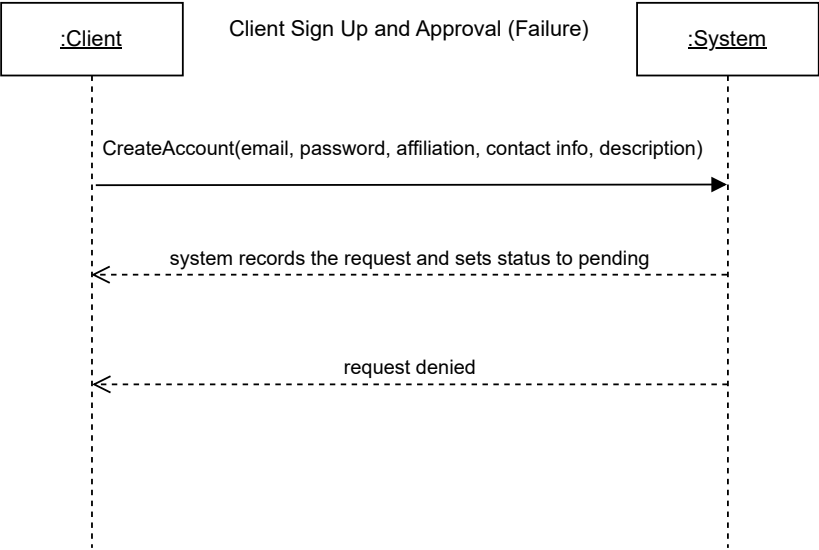 :Client
Client Sign Up and Approval (Failure)
:System
CreateAccount(email, password, affiliation, contact info, description)
system records the request and sets status to pending
request denied